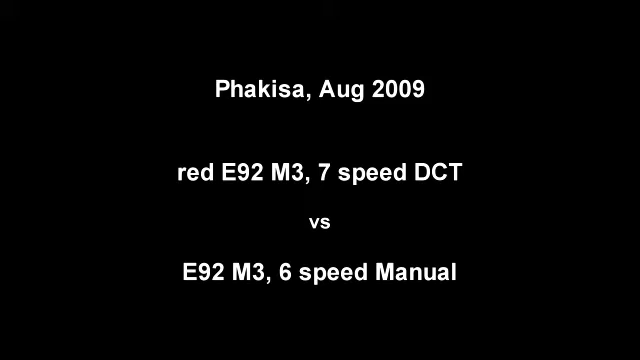 Phakisa, Aug 2009
red E92 M3, 7 speed DCT
vs
E92 M3, 6 speed Manual